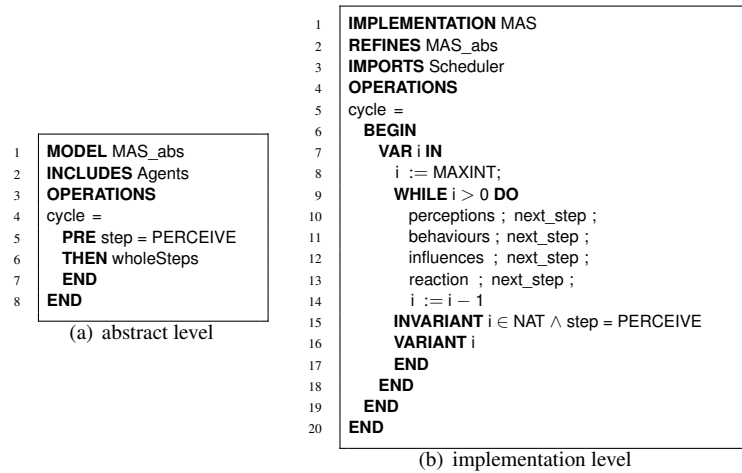 1 MODEL MAS_abs
2 INCLUDES Agents
3 OPERATIONS
4 cycle =
5 PRE step = PERCEIVE
6 THEN wholeSteps
7 END
8 END
(a) abstract level
1 IMPLEMENTATION MAS
2 REFINES MAS_abs
3 IMPORTS Scheduler
4 OPERATIONS
5 cycle =
6 BEGIN
7 VAR i IN
8 i := MAXINT;
9 WHILE i > 0 DO
10 perceptions ; next_step ;
11 behaviours ; next_step ;
12 influences ; next_step ;
13 reaction ; next_step ;
14 i := i − 1
15 INVARIANT i ∈ NAT ∧ step = PERCEIVE
16 VARIANT i
17 END
18 END
19 END
20 END
(b) implementation level